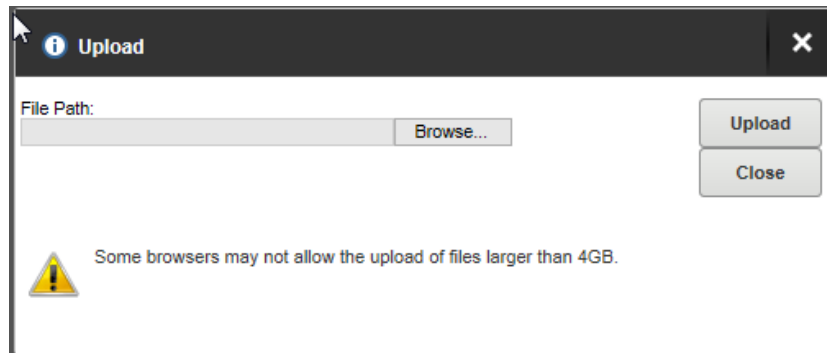 Upload
File Path:
Browse...
Upload
Close
Some browsers may not allow the upload of files larger than 4GB.